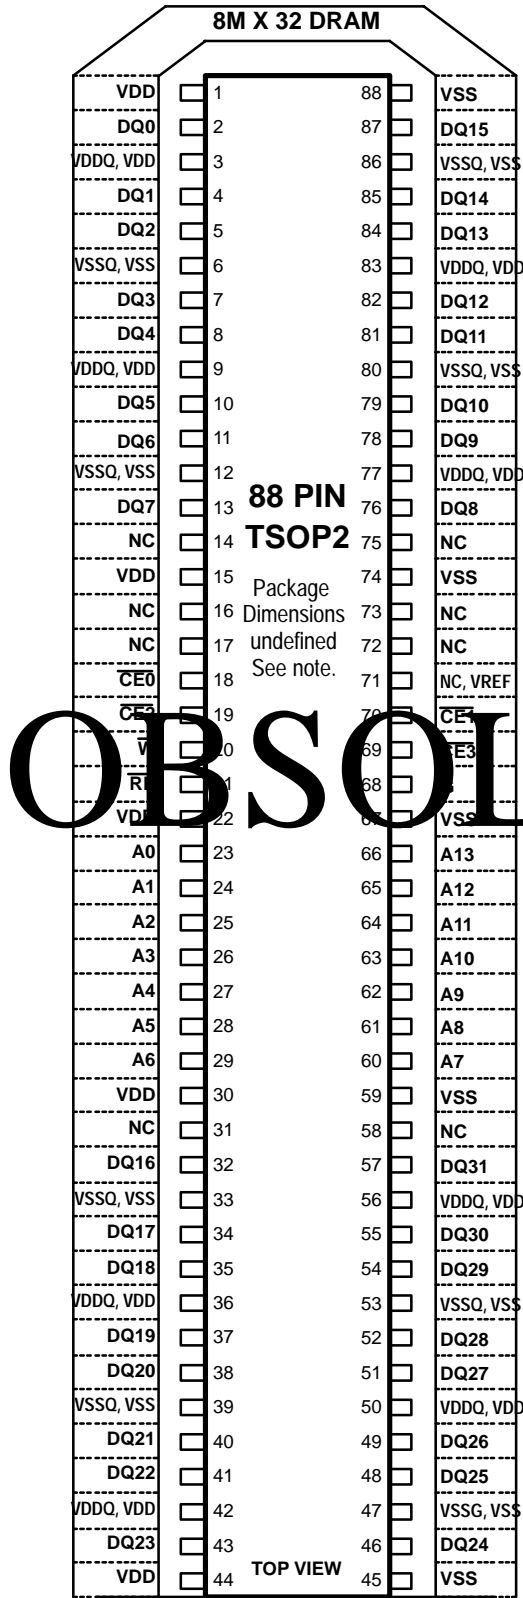 8M X 32 DRAM
VDD 1 88 VSS
DQ0 2 87 DQ15
VDDQ, VDD 3 86 VSSQ, VSS
DQ1 4 85 DQ14
DQ2 5 84 DQ13
VSSQ, VSS 6 83 VDDQ, VDD
DQ3 7 82 DQ12
DQ4 8 81 DQ11
VDDQ, VDD 9 80 VSSQ, VSS
DQ5 10 79 DQ10
DQ6 11 78 DQ9
VSSQ, VSS 12 77 VDDQ, VDD
DQ7 13 88 PIN 76 DQ8
NC 14 TSOP2 75 NC
VDD 15 Package 74 VSS
NC 16 Dimensions 73 NC
NC 17 undefined 72 NC
CE0 18 See note. 71 NC, VREF
CE2 19 70 CE1
20 69 CE3
OBSOL
68
VDD 22 67 VSS
A0 23 66 A13
A1 24 65 A12
A2 25 64 A11
A3 26 63 A10
A4 27 62 A9
A5 28 61 A8
A6 29 60 A7
VDD 30 59 VSS
NC 31 58 NC
DQ16 32 57 DQ31
VSSQ, VSS 33 56 VDDQ, VDD
DQ17 34 55 DQ30
DQ18 35 54 DQ29
VDDQ, VDD 36 53 VSSQ, VSS
DQ19 37 52 DQ28
DQ20 38 51 DQ27
VSSQ, VSS 39 50 VDDQ, VDD
DQ21 40 49 DQ26
DQ22 41 48 DQ25
VDDQ, VDD 42 47 VSSG, VSS
DQ23 43 46 DQ24
VDD 44 TOP VIEW 45 VSS